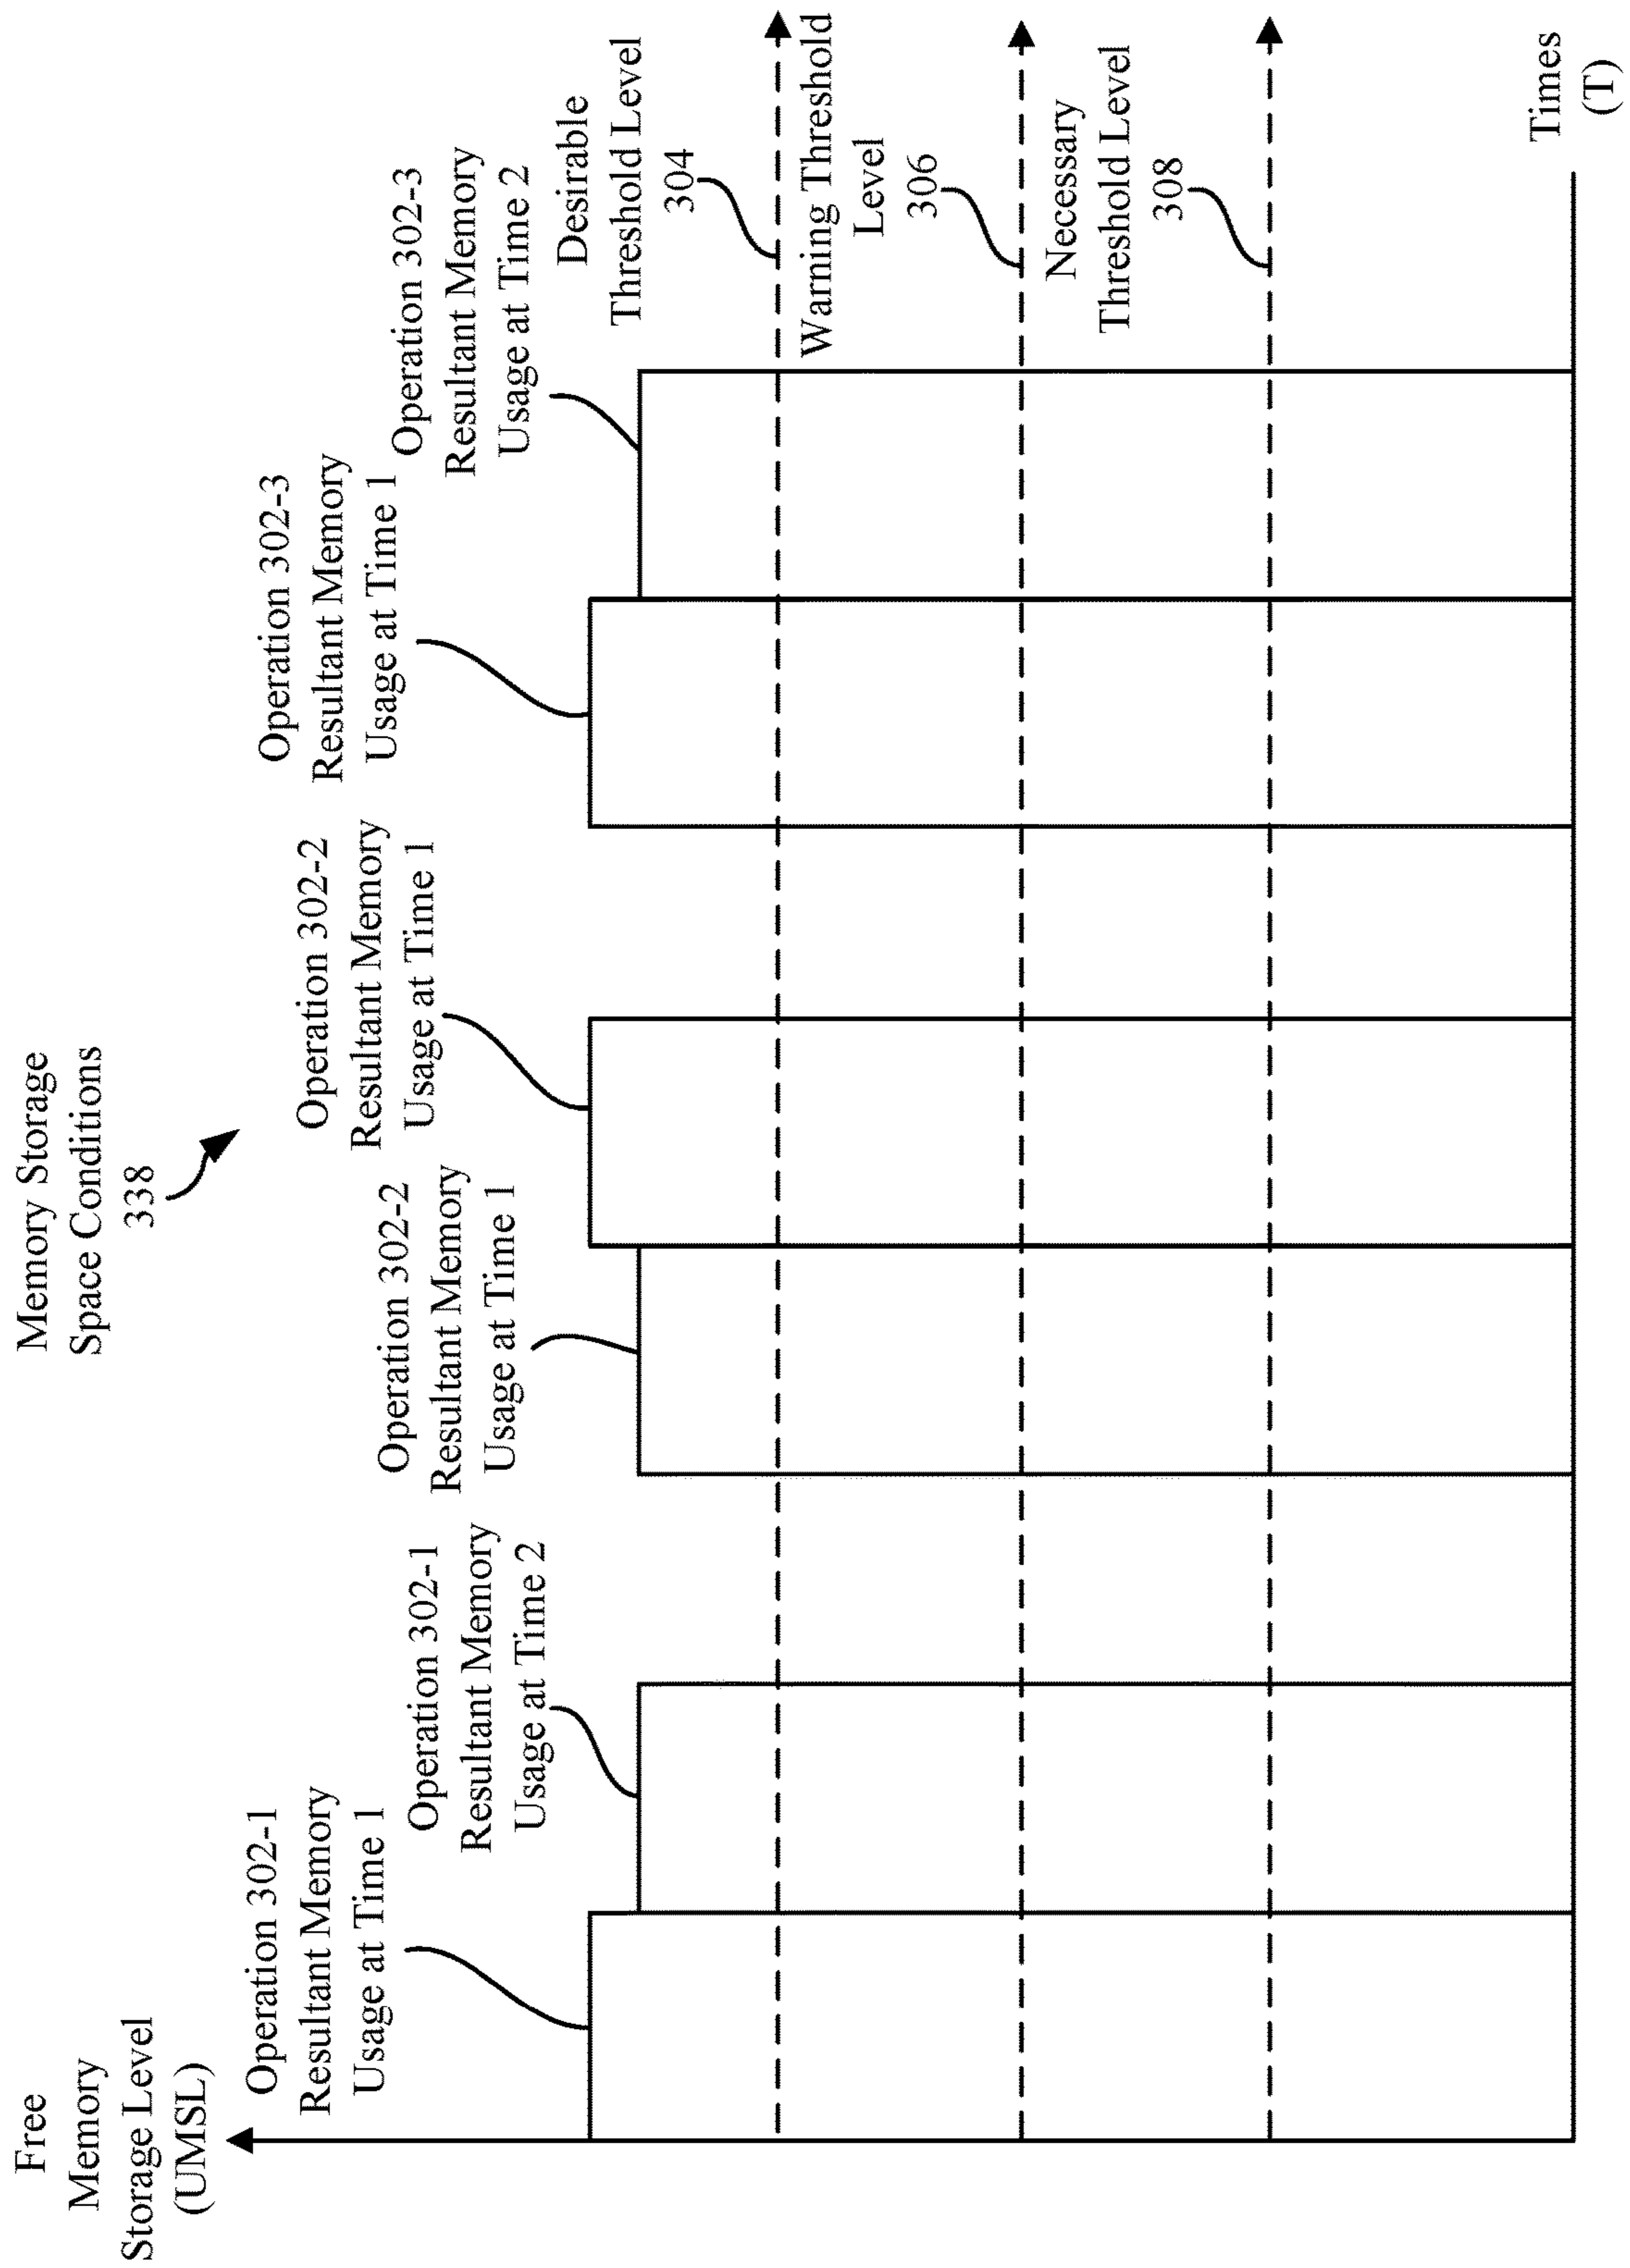 Memory Storage
Space Conditions
338
Free
Memory
Storage Level
(UMSL)
Operation 302-1
Resultant Memory
Usage at Time 1
Operation 302-1
Resultant Memory
Usage at Time 2
Operation 302-2
Resultant Memory
Usage at Time 1
Operation 302-2
Resultant Memory
Usage at Time 1
Operation 302-3
Resultant Memory
Usage at Time 1
Operation 302-3
Resultant Memory
Usage at Time 2
Desirable
Threshold Level
304
Warning Threshold
Level
306
Necessary
Threshold Level
308
Times
(T)